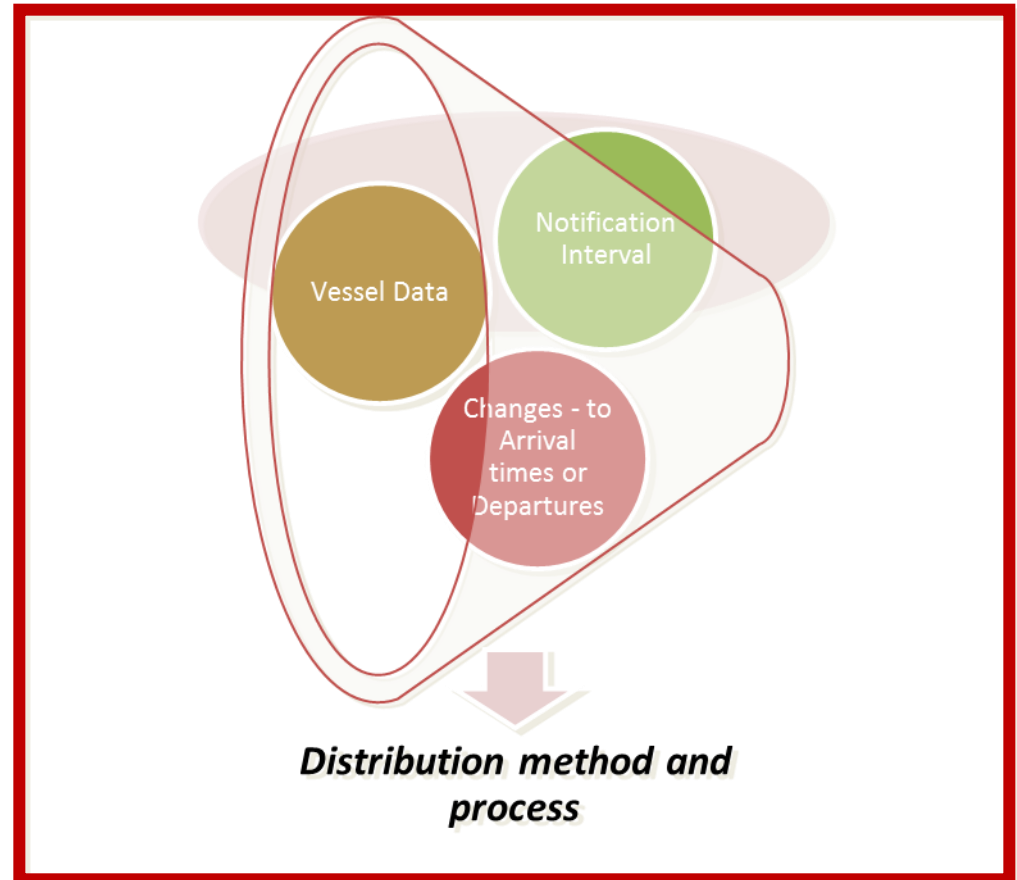 Notification
Interval
Vessel Data
Changes - to
Arrival
times or
Departures
Distribution method and
process